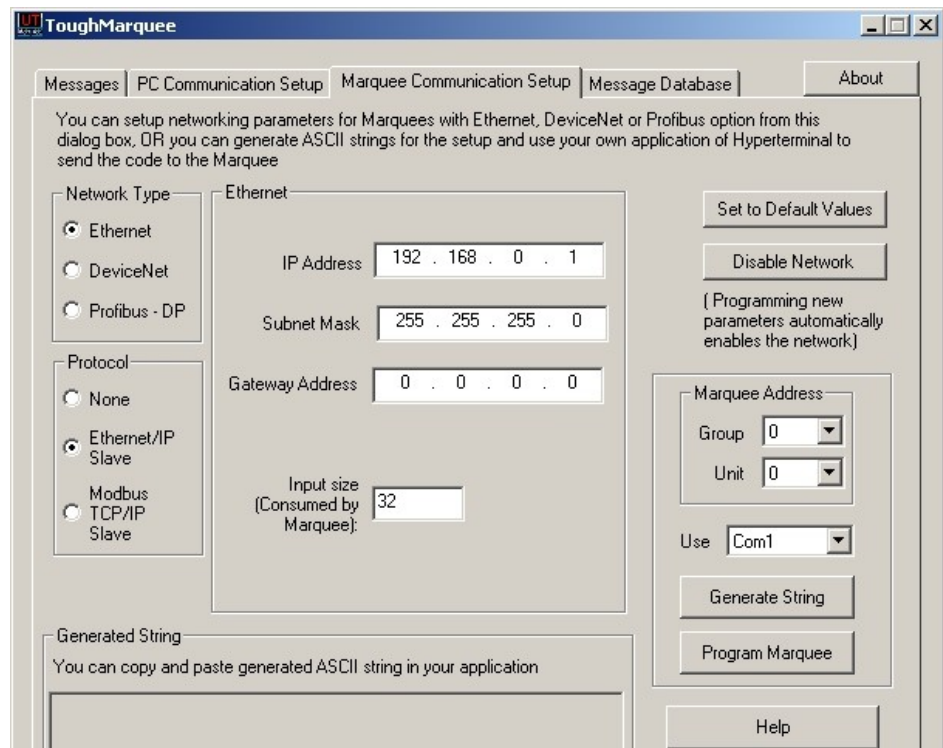 UT
ToughMarquee
Messages
PC Communication Setup
Marquee Communication Setup
Message Database
About
You can setup networking parameters for Marquees with Ethernet, DeviceNet or Profibus option from this
dialog box, OR you can generate ASCII strings for the setup and use your own application of Hyperterminal to
send the code to the Marquee
Network Type
Ethernet
DeviceNet
Profibus - DP
Protocol
None
Ethernet/IP
Slave
Modbus
TCP/IP
Slave
Ethernet
IP Address 192 . 168 . 0 . 1
Subnet Mask 255 . 255 . 255 . 0
Gateway Address 0 . 0 . 0 . 0
Input size
(Consumed by
Marquee):
32
Set to Default Values
Disable Network
( Programming new
parameters automatically
enables the network)
Marquee Address
Group 0
Unit 0
Use Com1
Generate String
Program Marquee
Generated String
You can copy and paste generated ASCII string in your application
Help